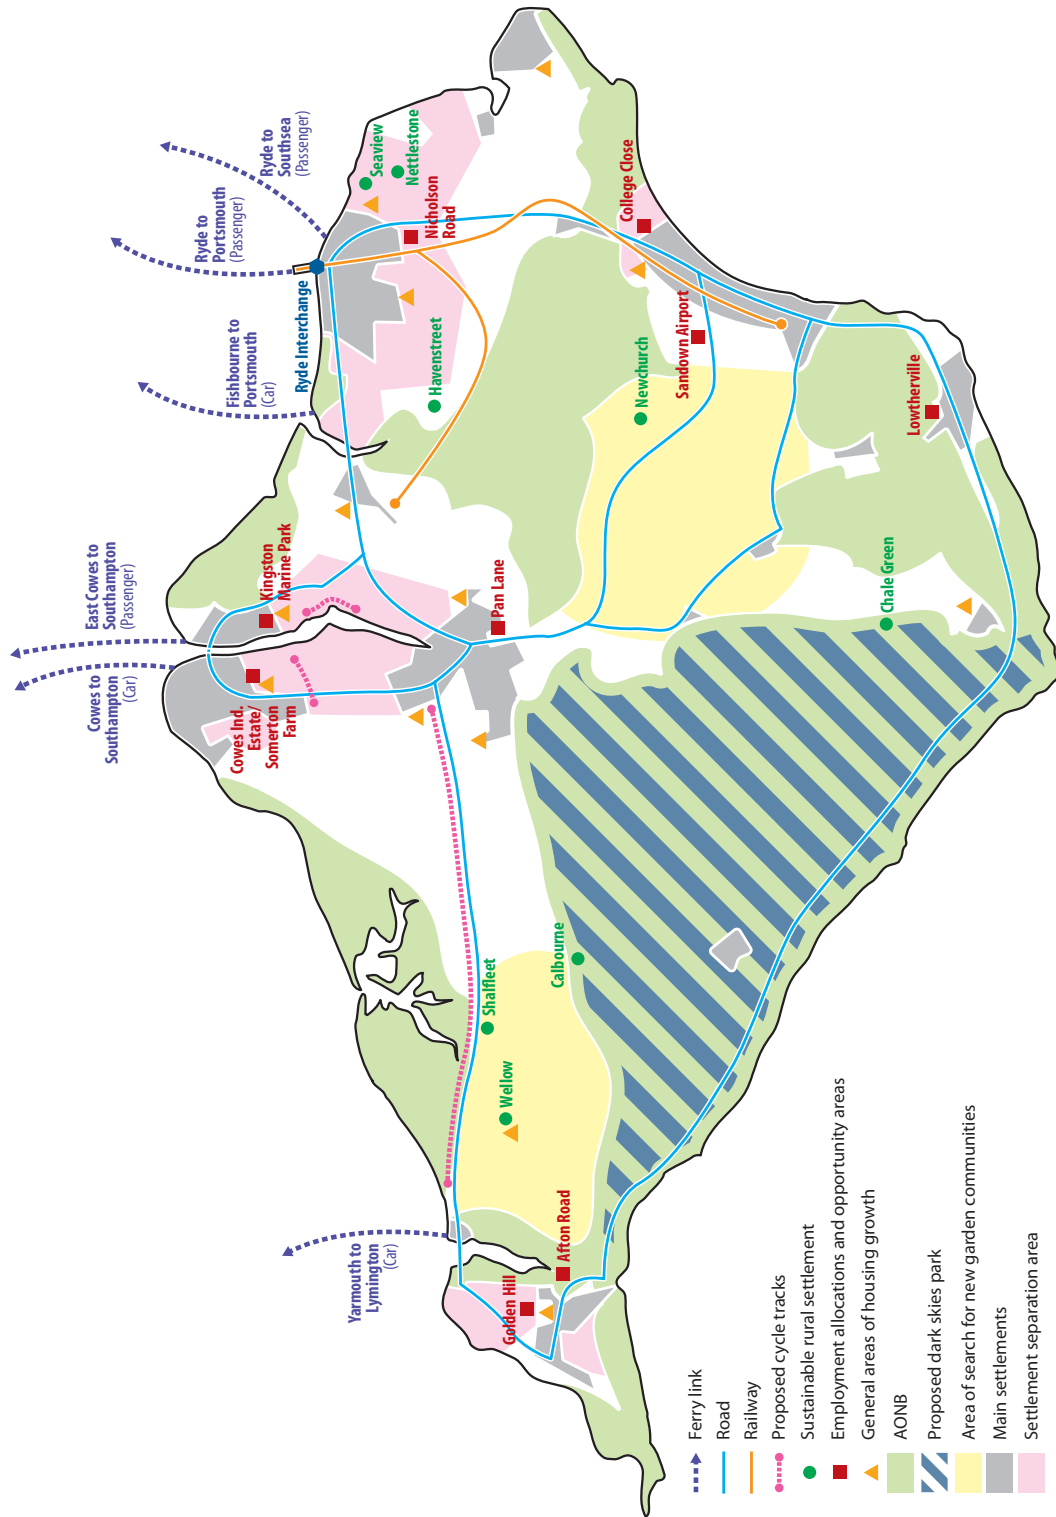 Cowes to
Southampton
(Car)
East Cowes to
Southampton
(Passenger)
Fishbourne to
Portsmouth
(Car)
Ryde to
Portsmouth
(Passenger)
Ryde to
Southsea
(Passenger)
Yarmouth to
Lymington
(Car)
Ryde Interchange
Seaview
Nettlestone
Nicholson
Road
Havenstreet
Kingston
Marine Park
Cowes Ind.
Estate/
Somerton
Farm
Pan Lane
College Close
Sandown Airport
Newchurch
Lowtherville
Chale Green
Shalfleet
Calbourne
Wellow
Afton Road
Golden Hill
Ferry link
Road
Railway
Proposed cycle tracks
Sustainable rural settlement
Employment allocations and opportunity areas
General areas of housing growth
AONB
Proposed dark skies park
Area of search for new garden communities
Main settlements
Settlement separation area